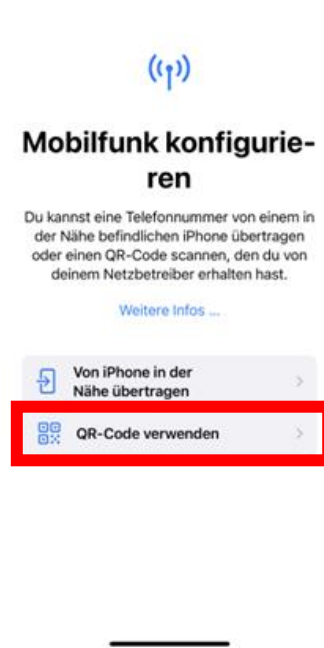 Mobilfunk konfigurie-
ren
Du kannst eine Telefonnummer von einem in
der Nähe befindlichen iPhone übertragen
oder einen QR-Code scannen, den du von
deinem Netzbetreiber erhalten hast.
Weitere Infos ...
Von iPhone in der
Nähe übertragen
QR-Code verwenden